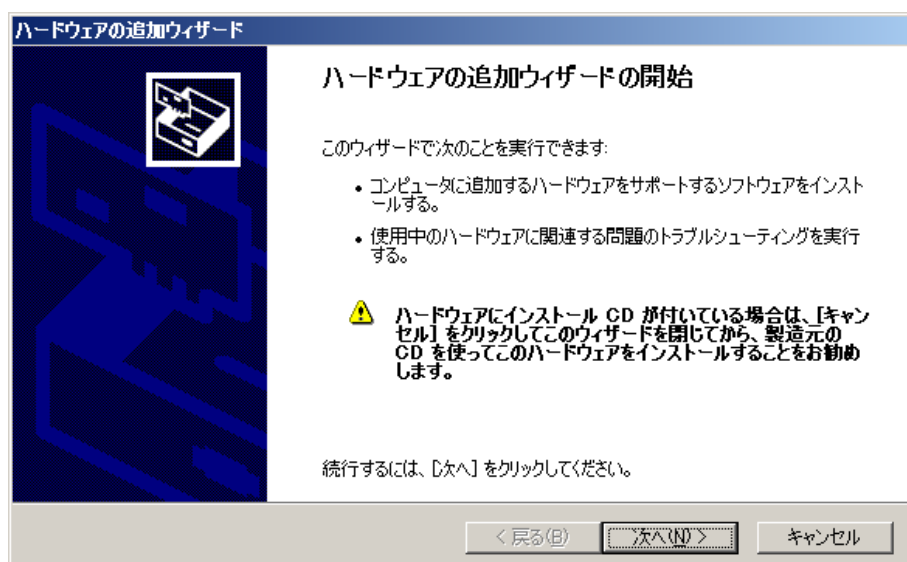 ハードウェアの追加ウィザード
ハードウェアの追加ウィザードの開始
このウィザードで次のことを実行できます:
• コンピュータに追加するハードウェアをサポートするソフトウェアをインスト
ールする。
• 使用中のハードウェアに関連する問題のトラブルシューティングを実行
する。
ハードウェアにインストール CD が付いている場合は、[キャン
セル] をクリックしてこのウィザードを閉じてから、製造元の
CD を使ってこのハードウェアをインストールすることをお勧め
します。
続行するには、[次へ] をクリックしてください。
< 戻る(B) 次へ(N) > キャンセル